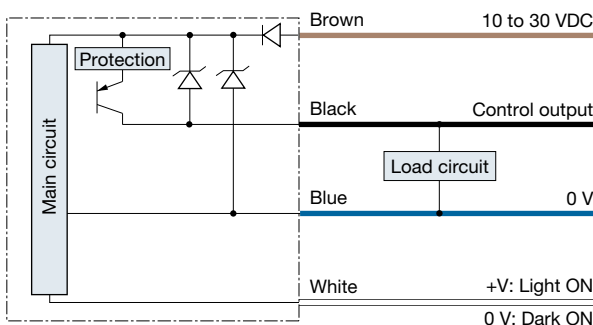 Brown 10 to 30 VDC
Protection
Black Control output
Main circuit
Load circuit
Blue 0 V
White +V: Light ON
0 V: Dark ON